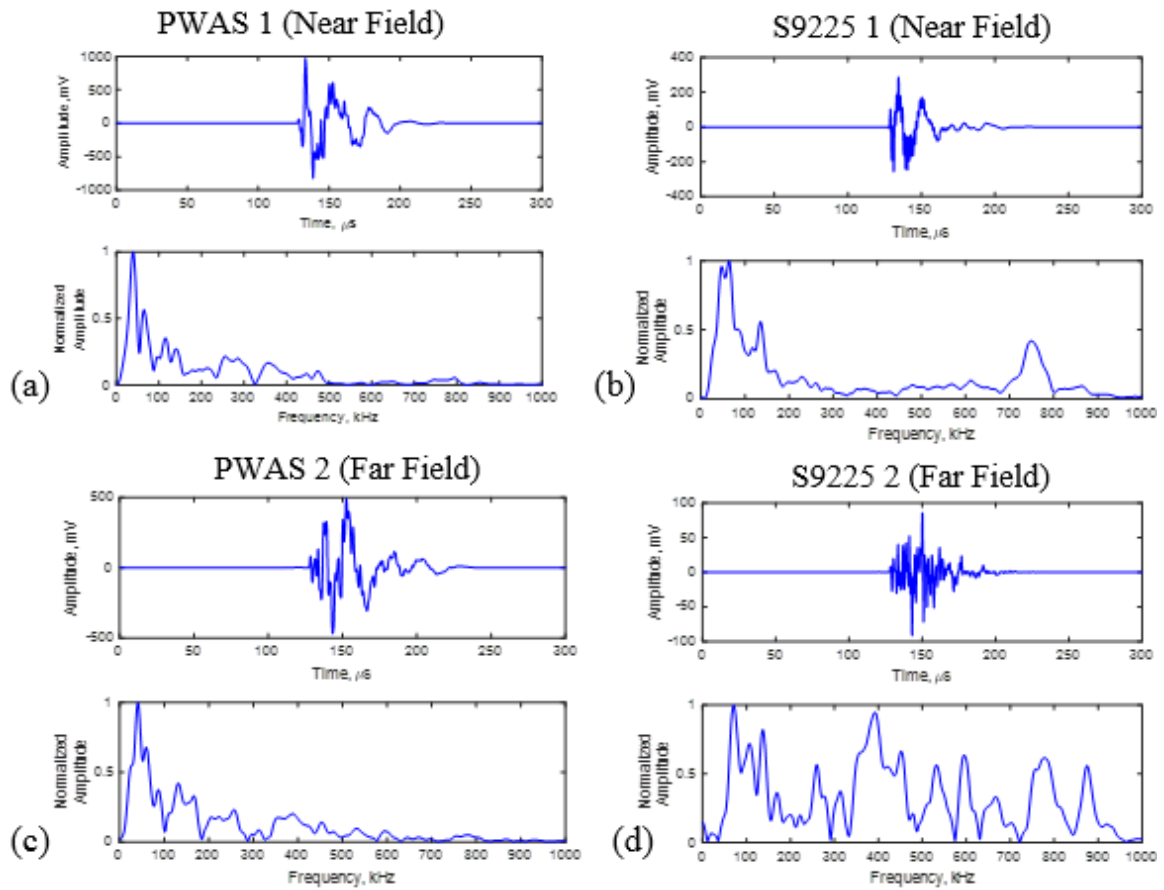 PWAS 1 (Near Field)
1000
500
0
-500
-1000
Amplitude, mV
0 50 100 150 200 250 300
Time, μs
1
0.5
0
Normalized
Amplitude
0 100 200 300 400 500 600 700 800 900 1000
Frequency, kHz
(a)
S9225 1 (Near Field)
400
200
0
-200
-400
Amplitude, mV
0 50 100 150 200 250 300
Time, μs
1
0.5
0
Normalized
Amplitude
0 100 200 300 400 500 600 700 800 900 1000
Frequency, kHz
(b)
PWAS 2 (Far Field)
500
0
-500
Amplitude, mV
0 50 100 150 200 250 300
Time, μs
1
0.5
0
Normalized
Amplitude
0 100 200 300 400 500 600 700 800 900 1000
Frequency, kHz
(c)
S9225 2 (Far Field)
100
50
0
-50
-100
Amplitude, mV
0 50 100 150 200 250 300
Time, μs
1
0.5
0
Normalized
Amplitude
0 100 200 300 400 500 600 700 800 900 1000
Frequency, kHz
(d)